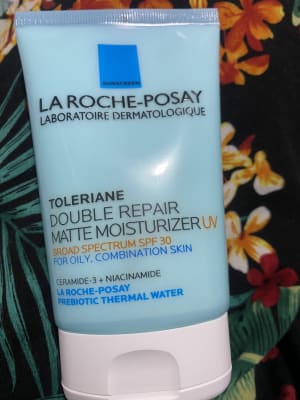 SUNSCREEN
LA ROCHE-POSAY
LABORATOIRE DERMATOLOGIQUE
TOLERIANE
DOUBLE REPAIR
MATTE MOISTURIZER UV
BROAD SPECTRUM SPF 30
FOR OILY, COMBINATION SKIN
CERAMIDE-3 + NIACINAMIDE
LA ROCHE-POSAY
PREBIOTIC THERMAL WATER